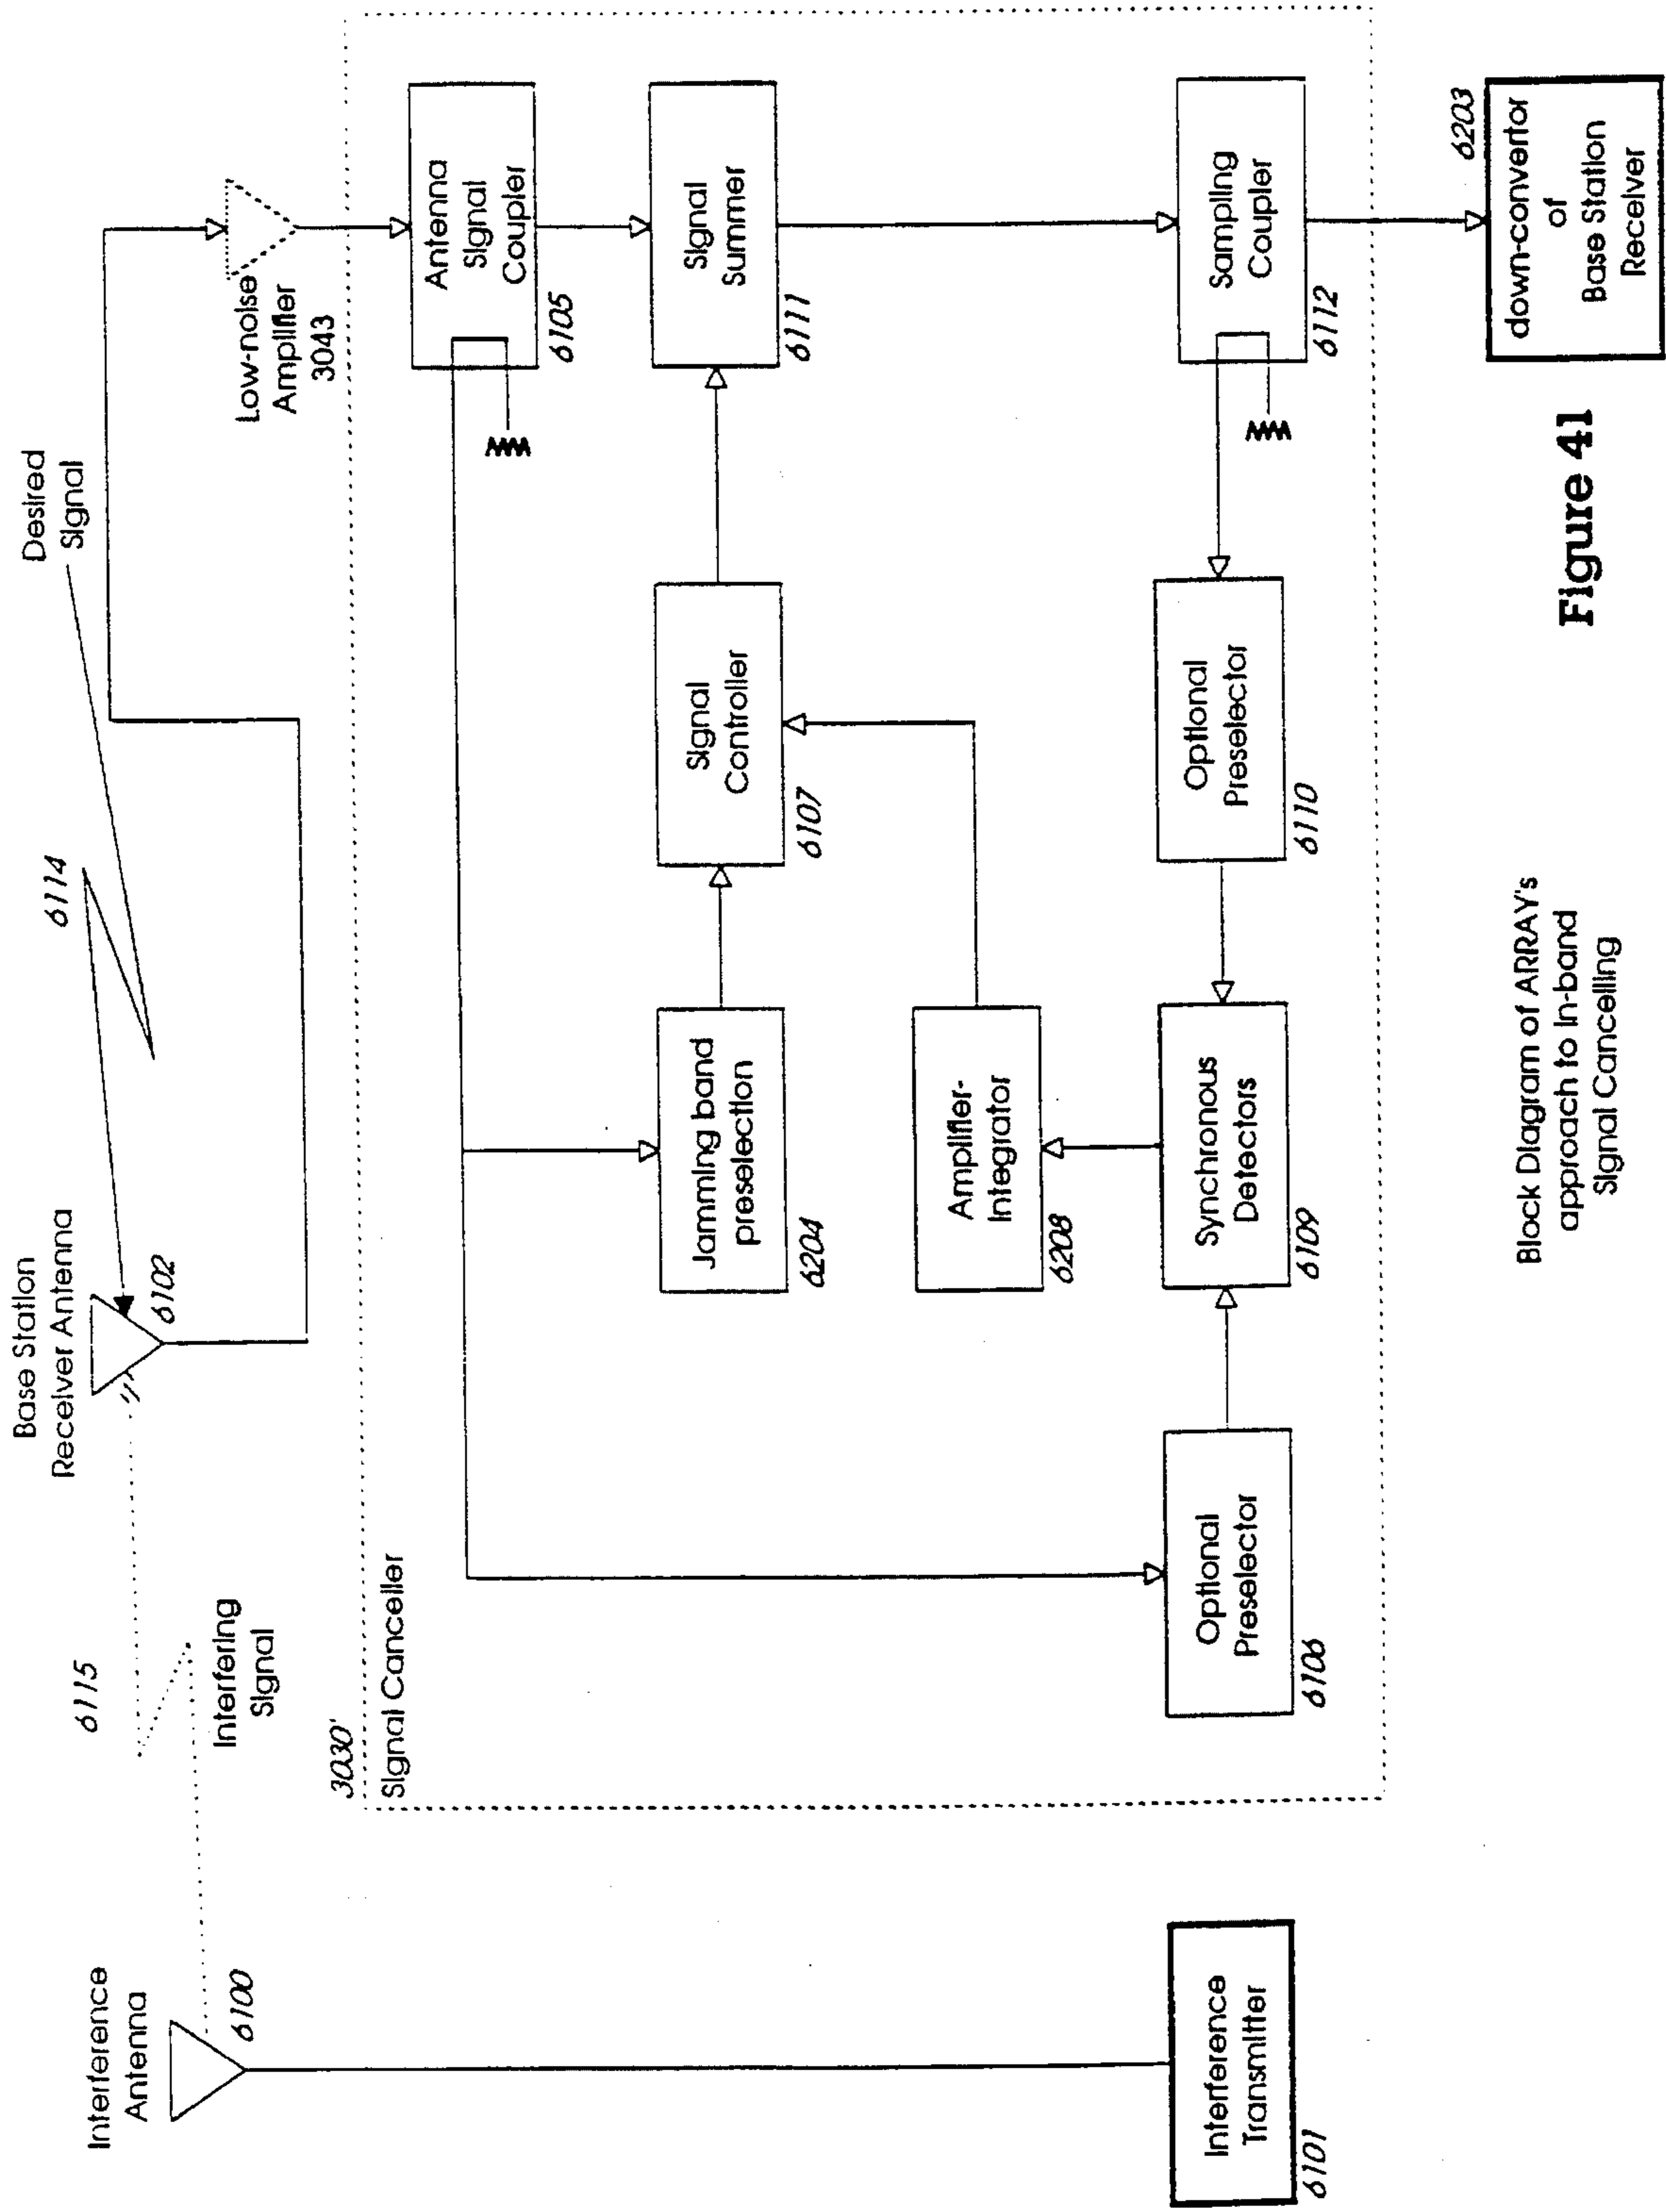 Interference
Antenna
6100
6115
Interfering
Signal
Base Station
Receiver Antenna
6102
6114
Desired
Signal
Low-noise
Amplifier
3043
3030'
Signal Canceller
Antenna
Signal
Coupler
6105
Jamming band
preselection
6204
Signal
Controller
6107
Signal
Summer
6111
Amplifier-
Integrator
6208
Interference
Transmitter
6101
Optional
Preselector
6106
Synchronous
Detectors
6109
Optional
Preselector
6110
Sampling
Coupler
6112
6203
down-convertor
of
Base Station
Receiver
Block Diagram of ARRAY's
approach to In-band
Signal Cancelling
Figure 41